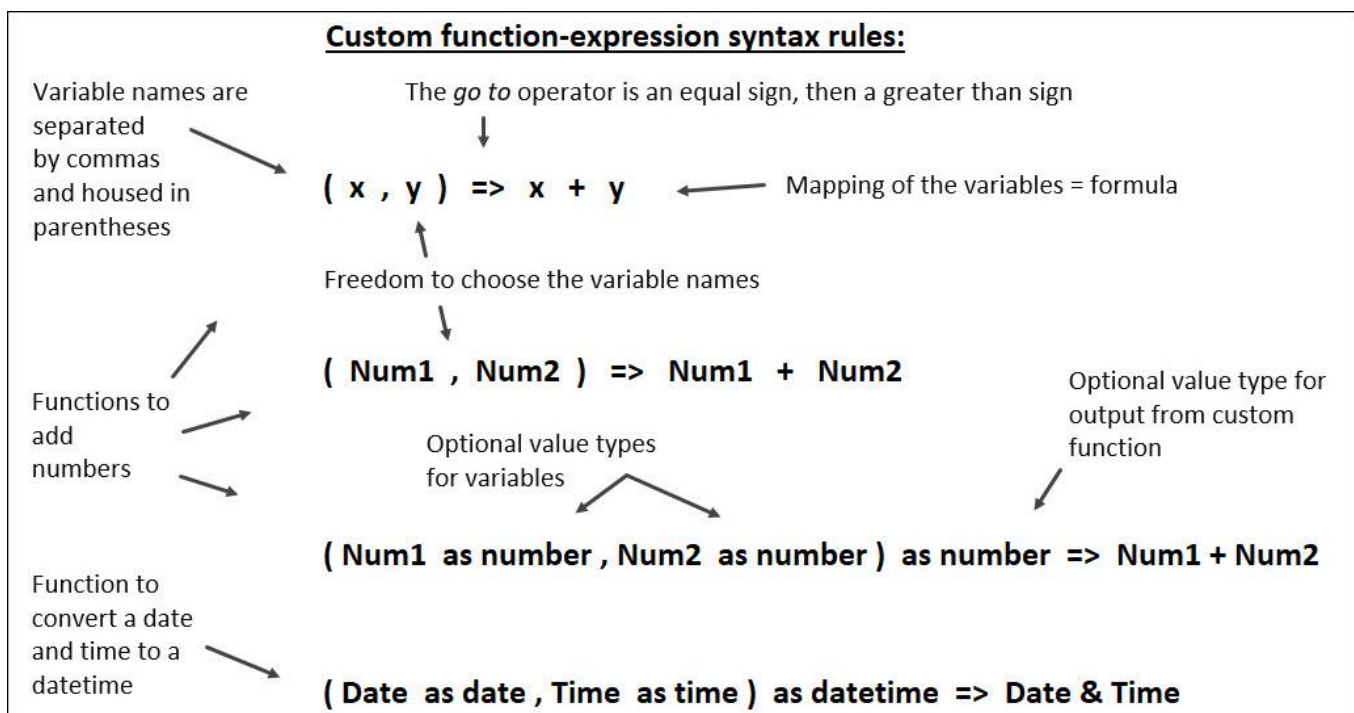 Custom function-expression syntax rules:
Variable names are
separated
by commas
and housed in
parentheses
The go to operator is an equal sign, then a greater than sign
( x , y ) => x + y
Mapping of the variables = formula
Freedom to choose the variable names
( Num1 , Num2 ) => Num1 + Num2
Functions to
add
numbers
Optional value types
for variables
Optional value type for
output from custom
function
( Num1 as number , Num2 as number ) as number => Num1 + Num2
Function to
convert a date
and time to a
datetime
( Date as date , Time as time ) as datetime => Date & Time